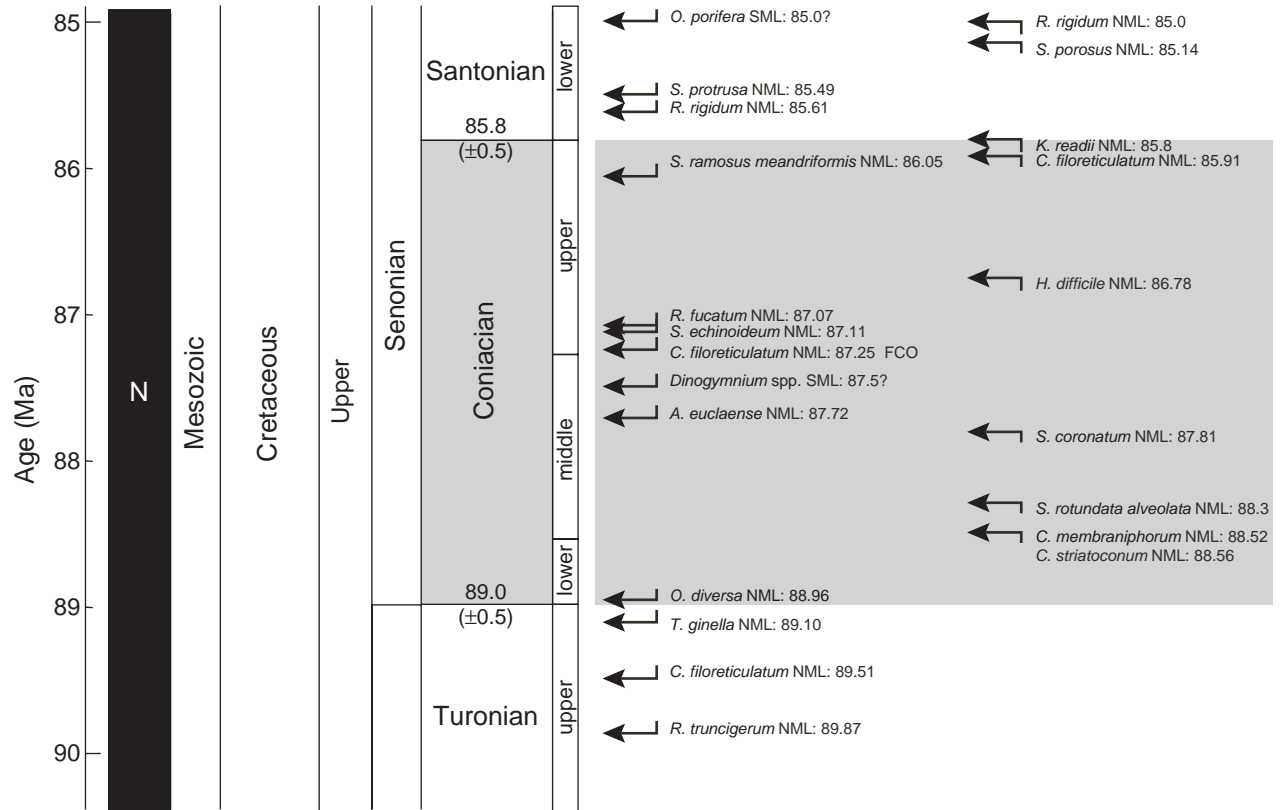 Age (Ma)
85
86
87
88
89
90
N
Mesozoic
Cretaceous
Upper
Senonian
Santonian
85.8
(±0.5)
Coniacian
89.0
(±0.5)
Turonian
lower
upper
middle
lower
upper
O. porifera SML: 85.0?
S. protrusa NML: 85.49
R. rigidum NML: 85.61
S. ramosus meandriformis NML: 86.05
R. fucatum NML: 87.07
S. echinoideum NML: 87.11
C. filoreticulatum NML: 87.25 FCO
Dinogymnium spp. SML: 87.5?
A. euclaense NML: 87.72
O. diversa NML: 88.96
T. ginella NML: 89.10
C. filoreticulatum NML: 89.51
R. truncigerum NML: 89.87
R. rigidum NML: 85.0
S. porosus NML: 85.14
K. readii NML: 85.8
C. filoreticulatum NML: 85.91
H. difficile NML: 86.78
S. coronatum NML: 87.81
S. rotundata alveolata NML: 88.3
C. membraniphorum NML: 88.52
C. striatoconum NML: 88.56